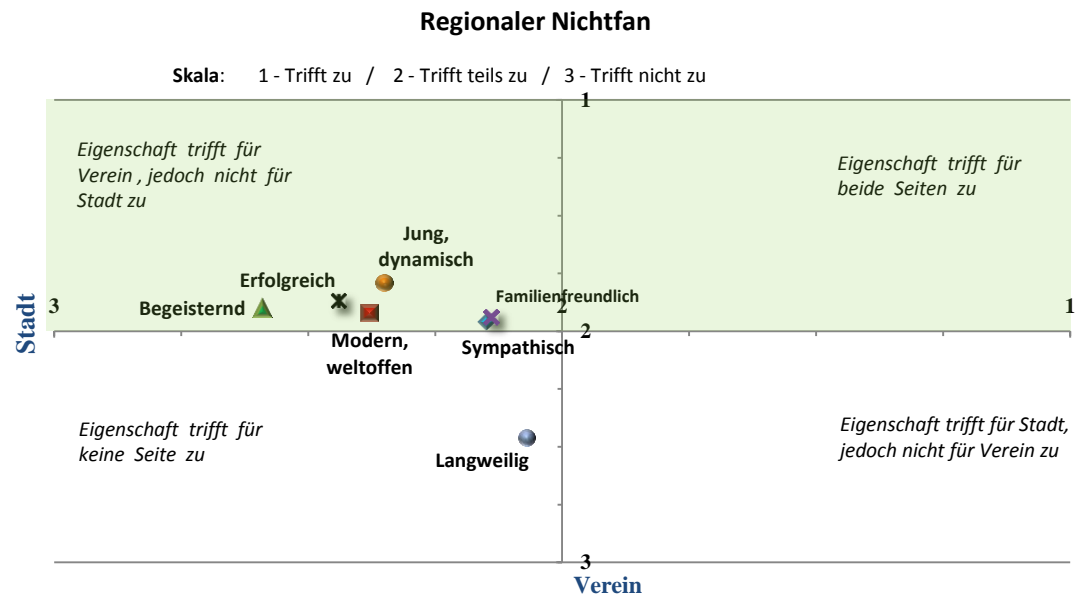 Regionaler Nichtfan
Skala: 1 - Trifft zu / 2 - Trifft teils zu / 3 - Trifft nicht zu
1
Eigenschaft trifft für
Verein , jedoch nicht für
Stadt zu
Eigenschaft trifft für
beide Seiten zu
Jung,
dynamisch
Erfolgreich
Begeisternd
Familienfreundlich
Modern,
weltoffen
Sympathisch
Stadt
3
2
1
2
Eigenschaft trifft für
keine Seite zu
Eigenschaft trifft für Stadt,
jedoch nicht für Verein zu
Langweilig
3
Verein